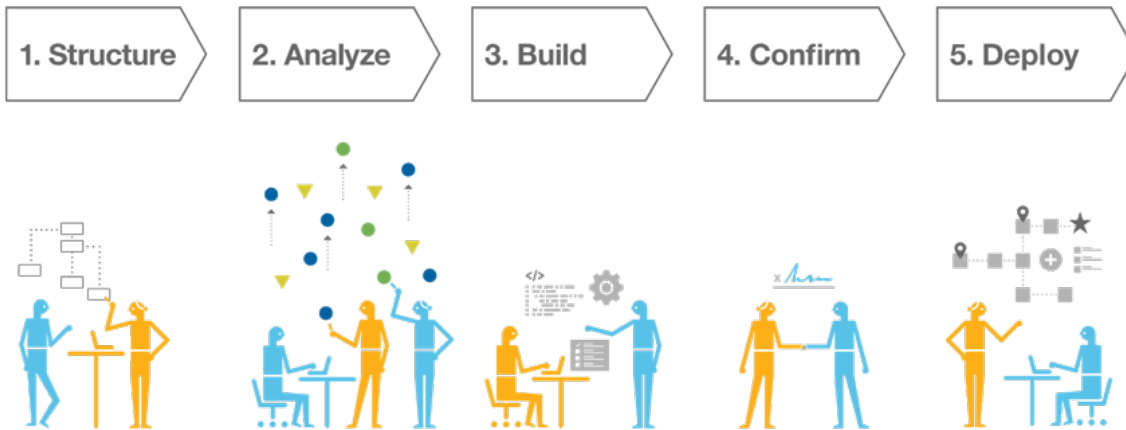 1. Structure
2. Analyze
3. Build
4. Confirm
5. Deploy
</>
x